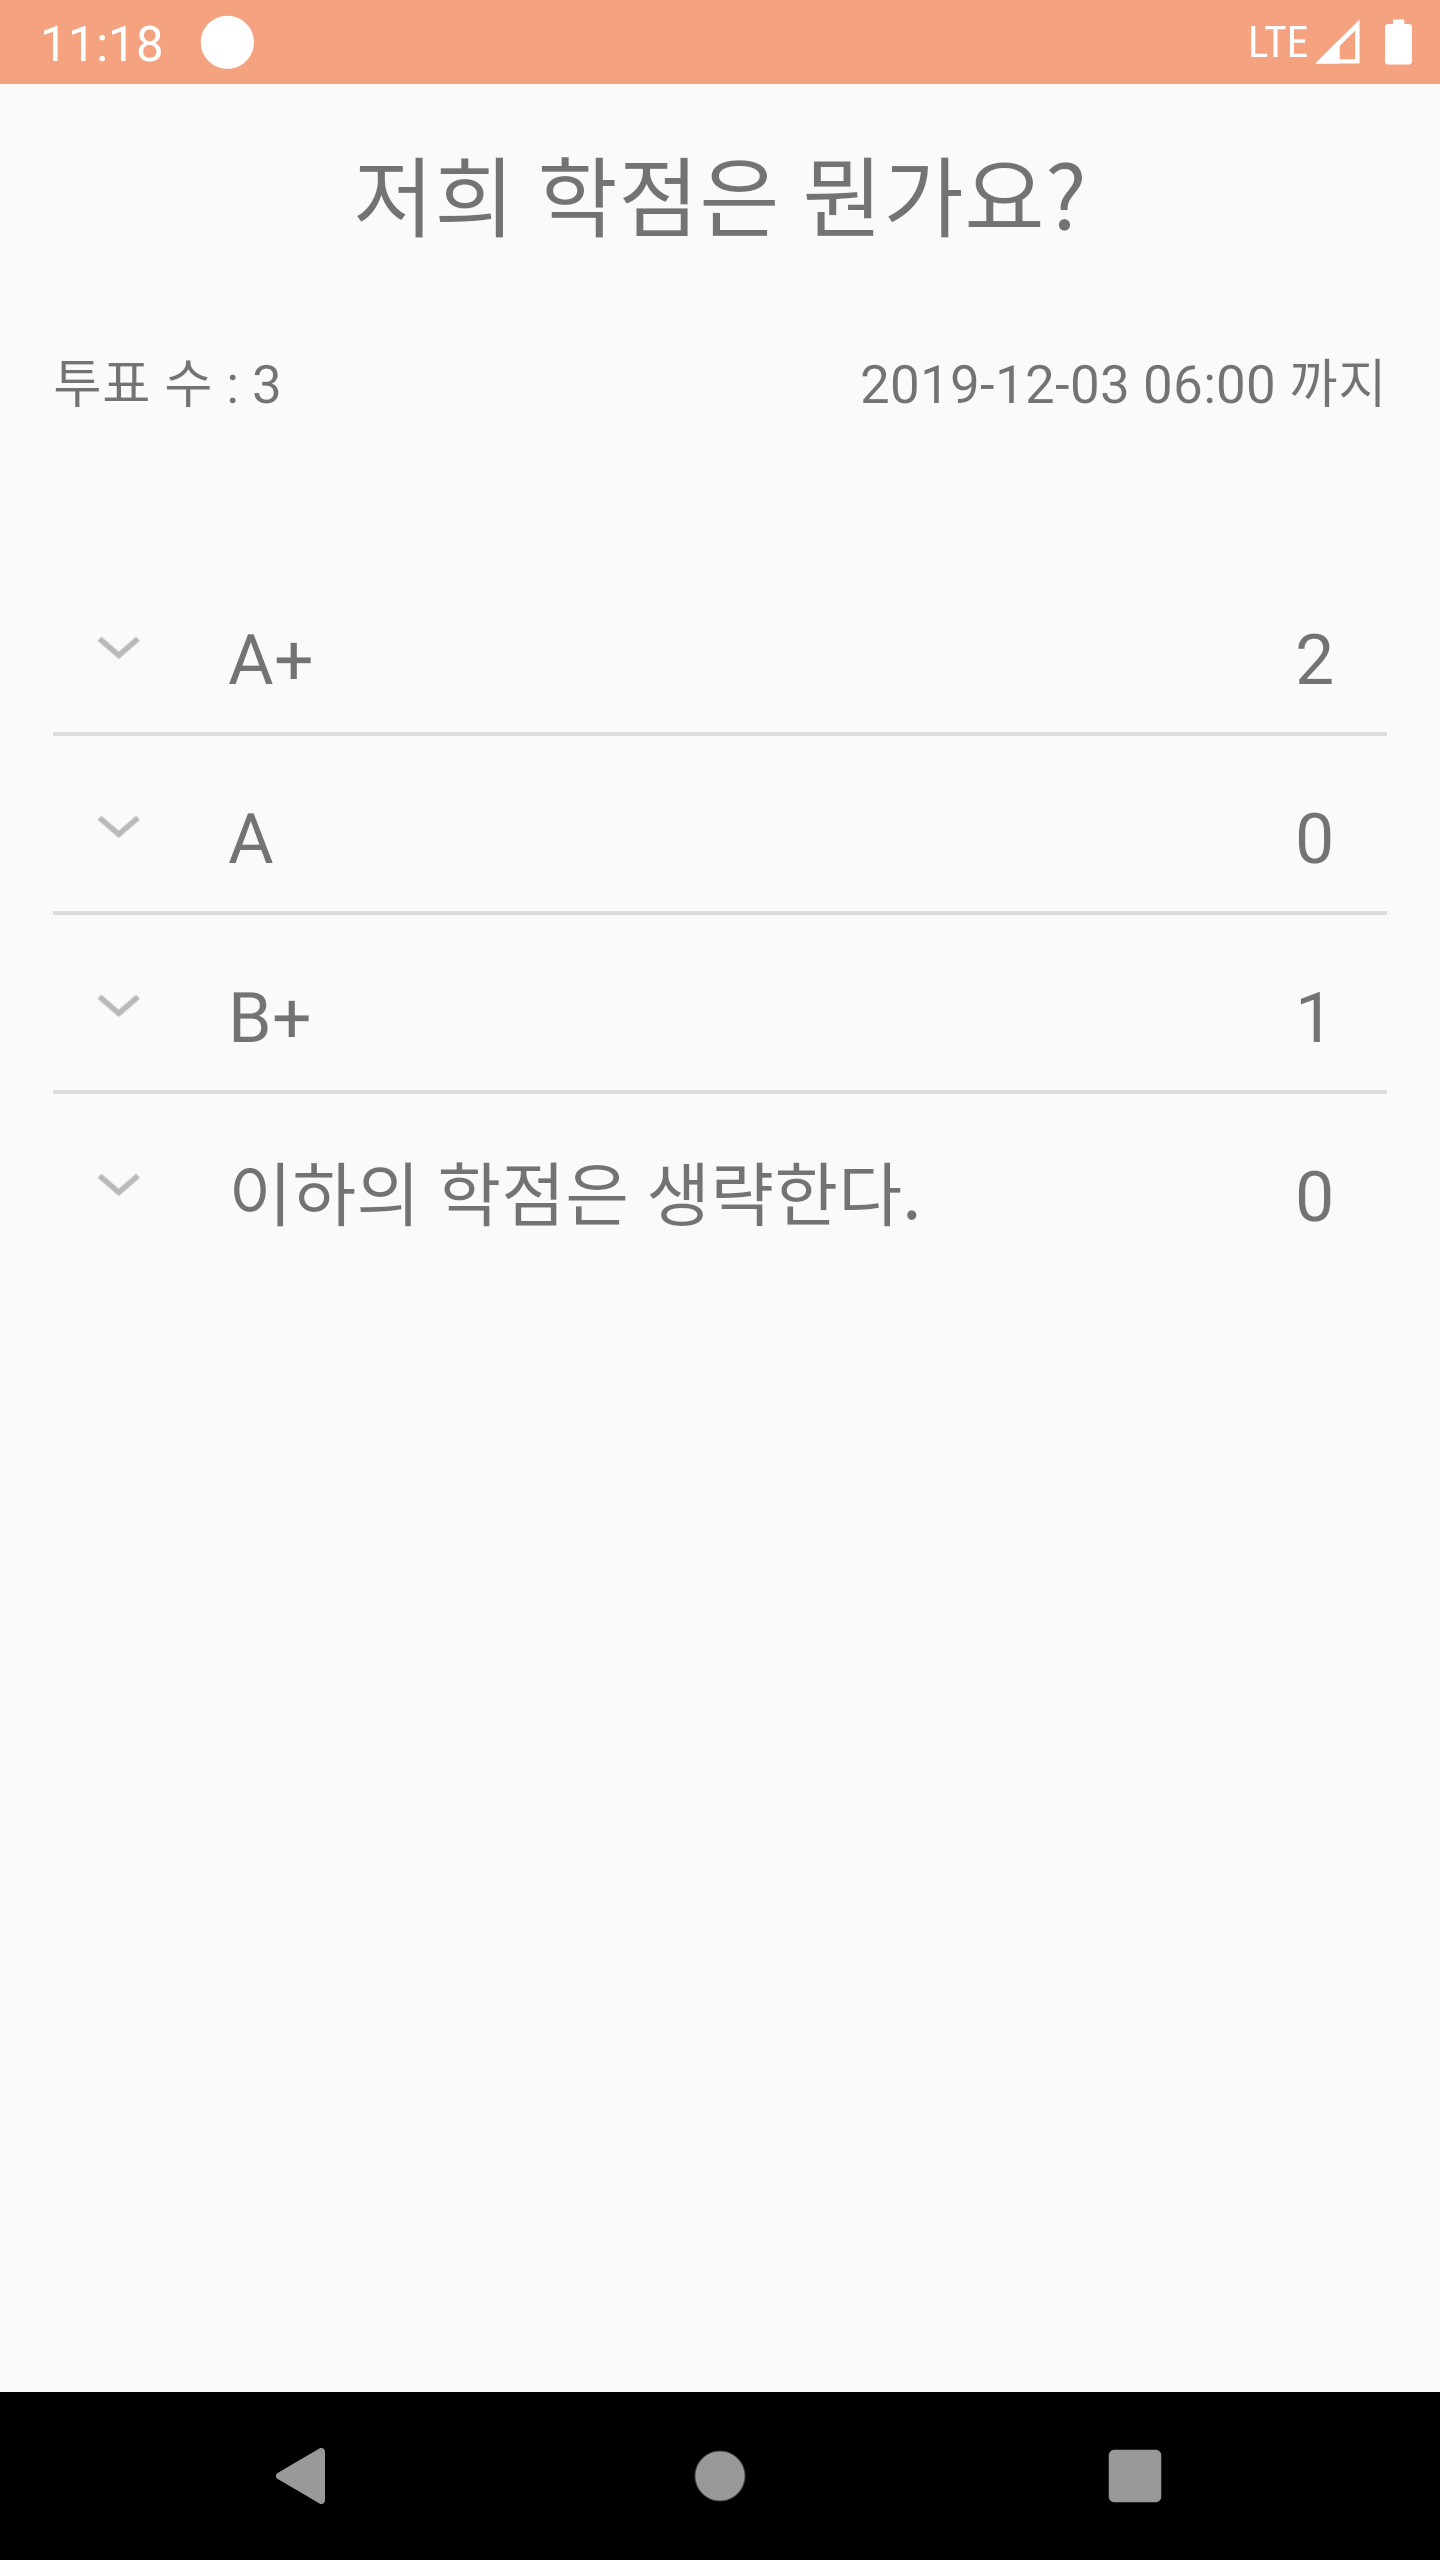 11:18 LTE
저희 학점은 뭔가요?
투표 수 : 3 2019-12-03 06:00 까지
A+ 2
A 0
B+ 1
이하의 학점은 생략한다. 0